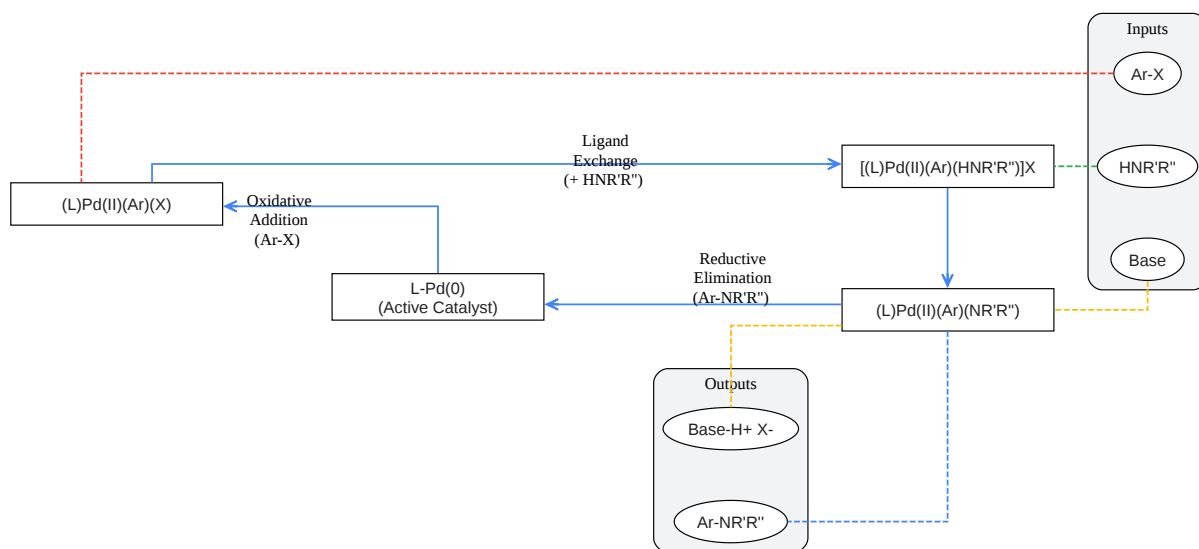 Inputs
Ar-X
Ligand
Exchange
(+ HNR'R")
[(L)Pd(II)(Ar)(HNR'R")]X
HNR'R"
(L)Pd(II)(Ar)(X)
Oxidative
Addition
(Ar-X)
Reductive
Elimination
(Ar-NR'R")
Base
L-Pd(0)
(Active Catalyst)
(L)Pd(II)(Ar)(NR'R")
Outputs
Base-H+ X-
Ar-NR'R"